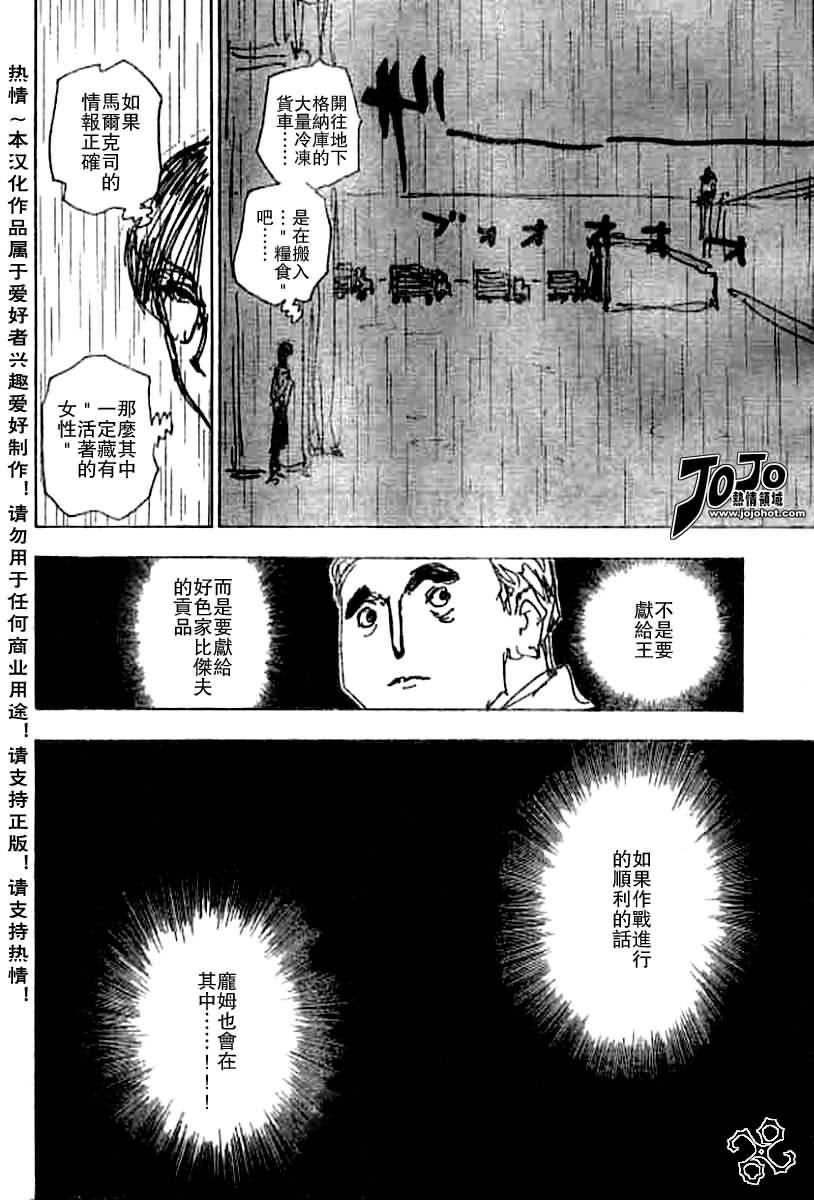 開往地下
格納庫的
大量冷凍
貨車……
是在搬入
…"糧食"
吧……
ゴ
ブォオオオ
如果
馬爾克司的
情報正確
那麼其中
一定藏有
"活著的
女性"
JOJO
熱情領域
www.jojohot.com
不是要
獻給王
而是要獻給
好色家比傑夫
的貢品
如果作戰進行
的順利的話
龐姆也會在
其中……!!!
热情～本汉化作品属于爱好者兴趣爱好制作！请勿用于任何商业用途！请支持正版！请支持热情！